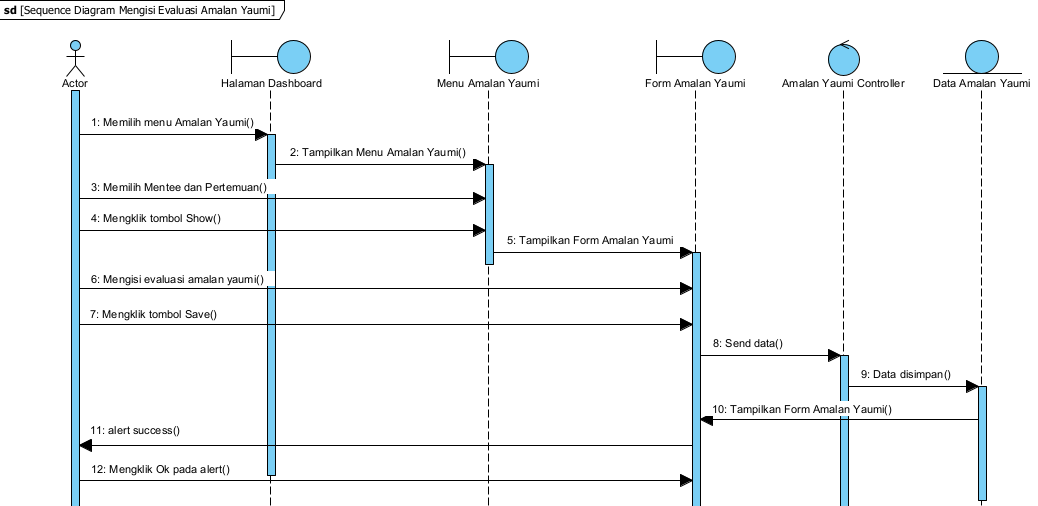 sd [Sequence Diagram Mengisi Evaluasi Amalan Yaumi]
Actor
Halaman Dashboard
Menu Amalan Yaumi
Form Amalan Yaumi
Amalan Yaumi Controller
Data Amalan Yaumi
1: Memilih menu Amalan Yaumi()
2: Tampilkan Menu Amalan Yaumi()
3: Memilih Mentee dan Pertemuan()
4: Mengklik tombol Show()
5: Tampilkan Form Amalan Yaumi
6: Mengisi evaluasi amalan yaumi()
7: Mengklik tombol Save()
8: Send data()
9: Data disimpan()
10: Tampilkan Form Amalan Yaumi()
11: alert success()
12: Mengklik Ok pada alert()